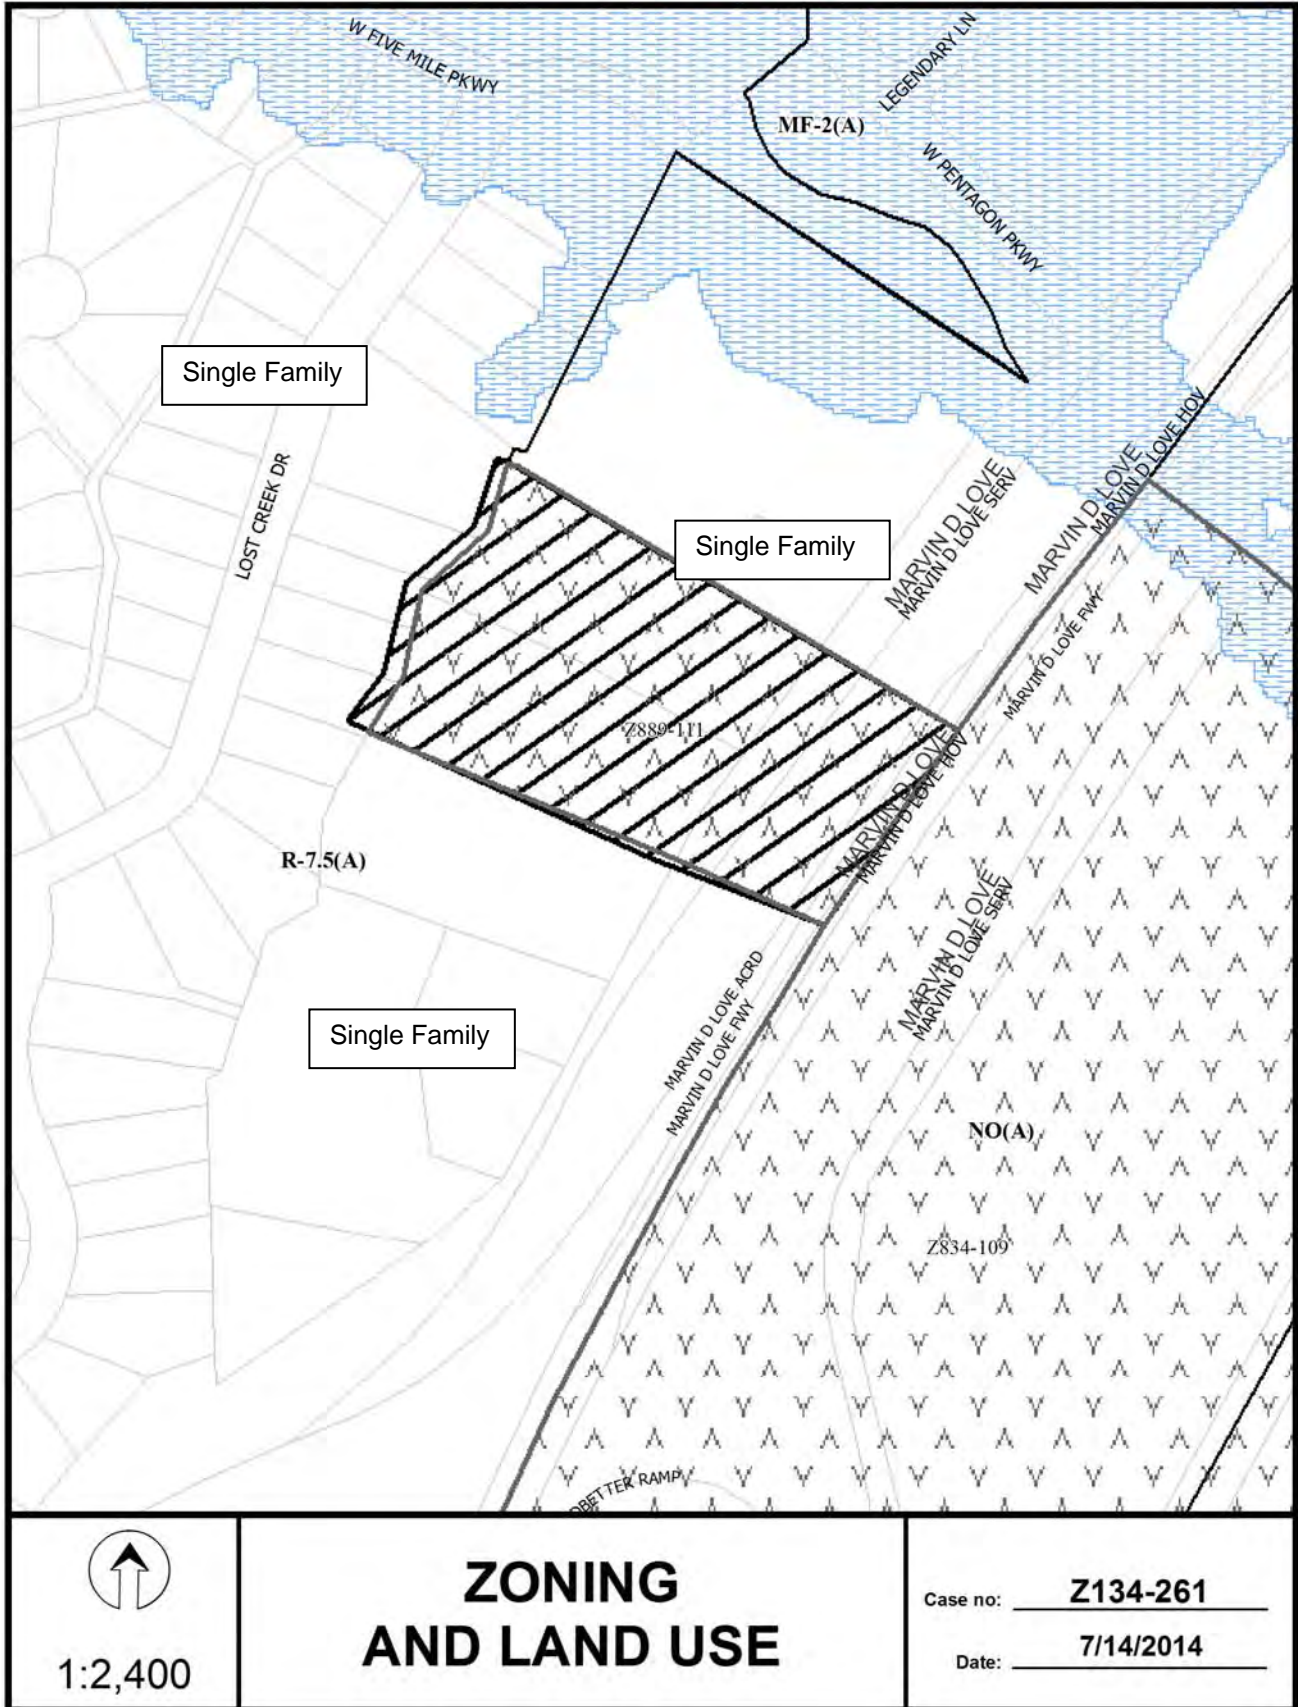 W FIVE MILE PKWY
LEGENDARY LN
MF-2(A)
W PENTAGON PKWY
Single Family
LOST CREEK DR
Single Family
MARVIN D LOVE
MARVIN D LOVE SERV
MARVIN D LOVE
MARVIN D LOVE HOV
MARVIN D LOVE FWY
Z889-111
MARVIN D LOVE
MARVIN D LOVE HOV
R-7.5(A)
MARVIN D LOVE
MARVIN D LOVE SERV
MARVIN D LOVE ACRD
MARVIN D LOVE FWY
Single Family
NO(A)
Z834-109
DBETTER RAMP
1:2,400
ZONING
AND LAND USE
Case no: Z134-261
Date: 7/14/2014